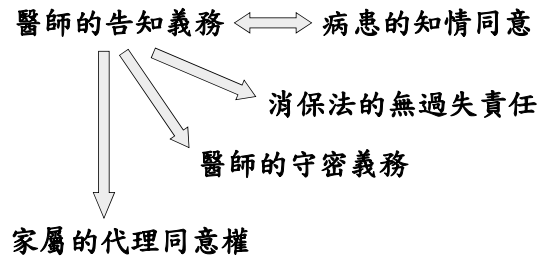 醫師的告知義務
病患的知情同意
消保法的無過失責任
醫師的守密義務
家屬的代理同意權